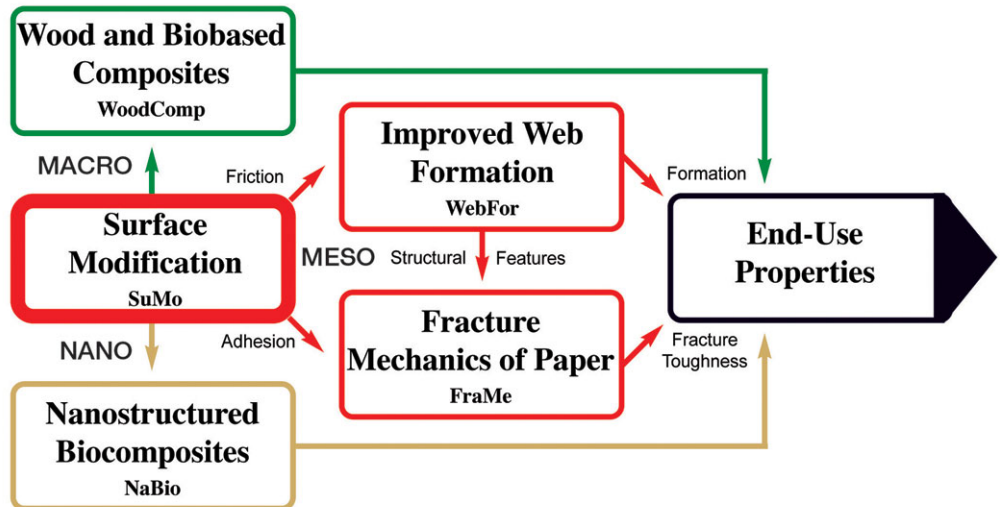 Wood and Biobased
Composites
WoodComp
MACRO
Friction
Improved Web
Formation
WebFor
Formation
Surface
Modification
SuMo
MESO
Structural
Features
End-Use
Properties
NANO
Adhesion
Fracture
Mechanics of Paper
FraMe
Fracture
Toughness
Nanostructured
Biocomposites
NaBio